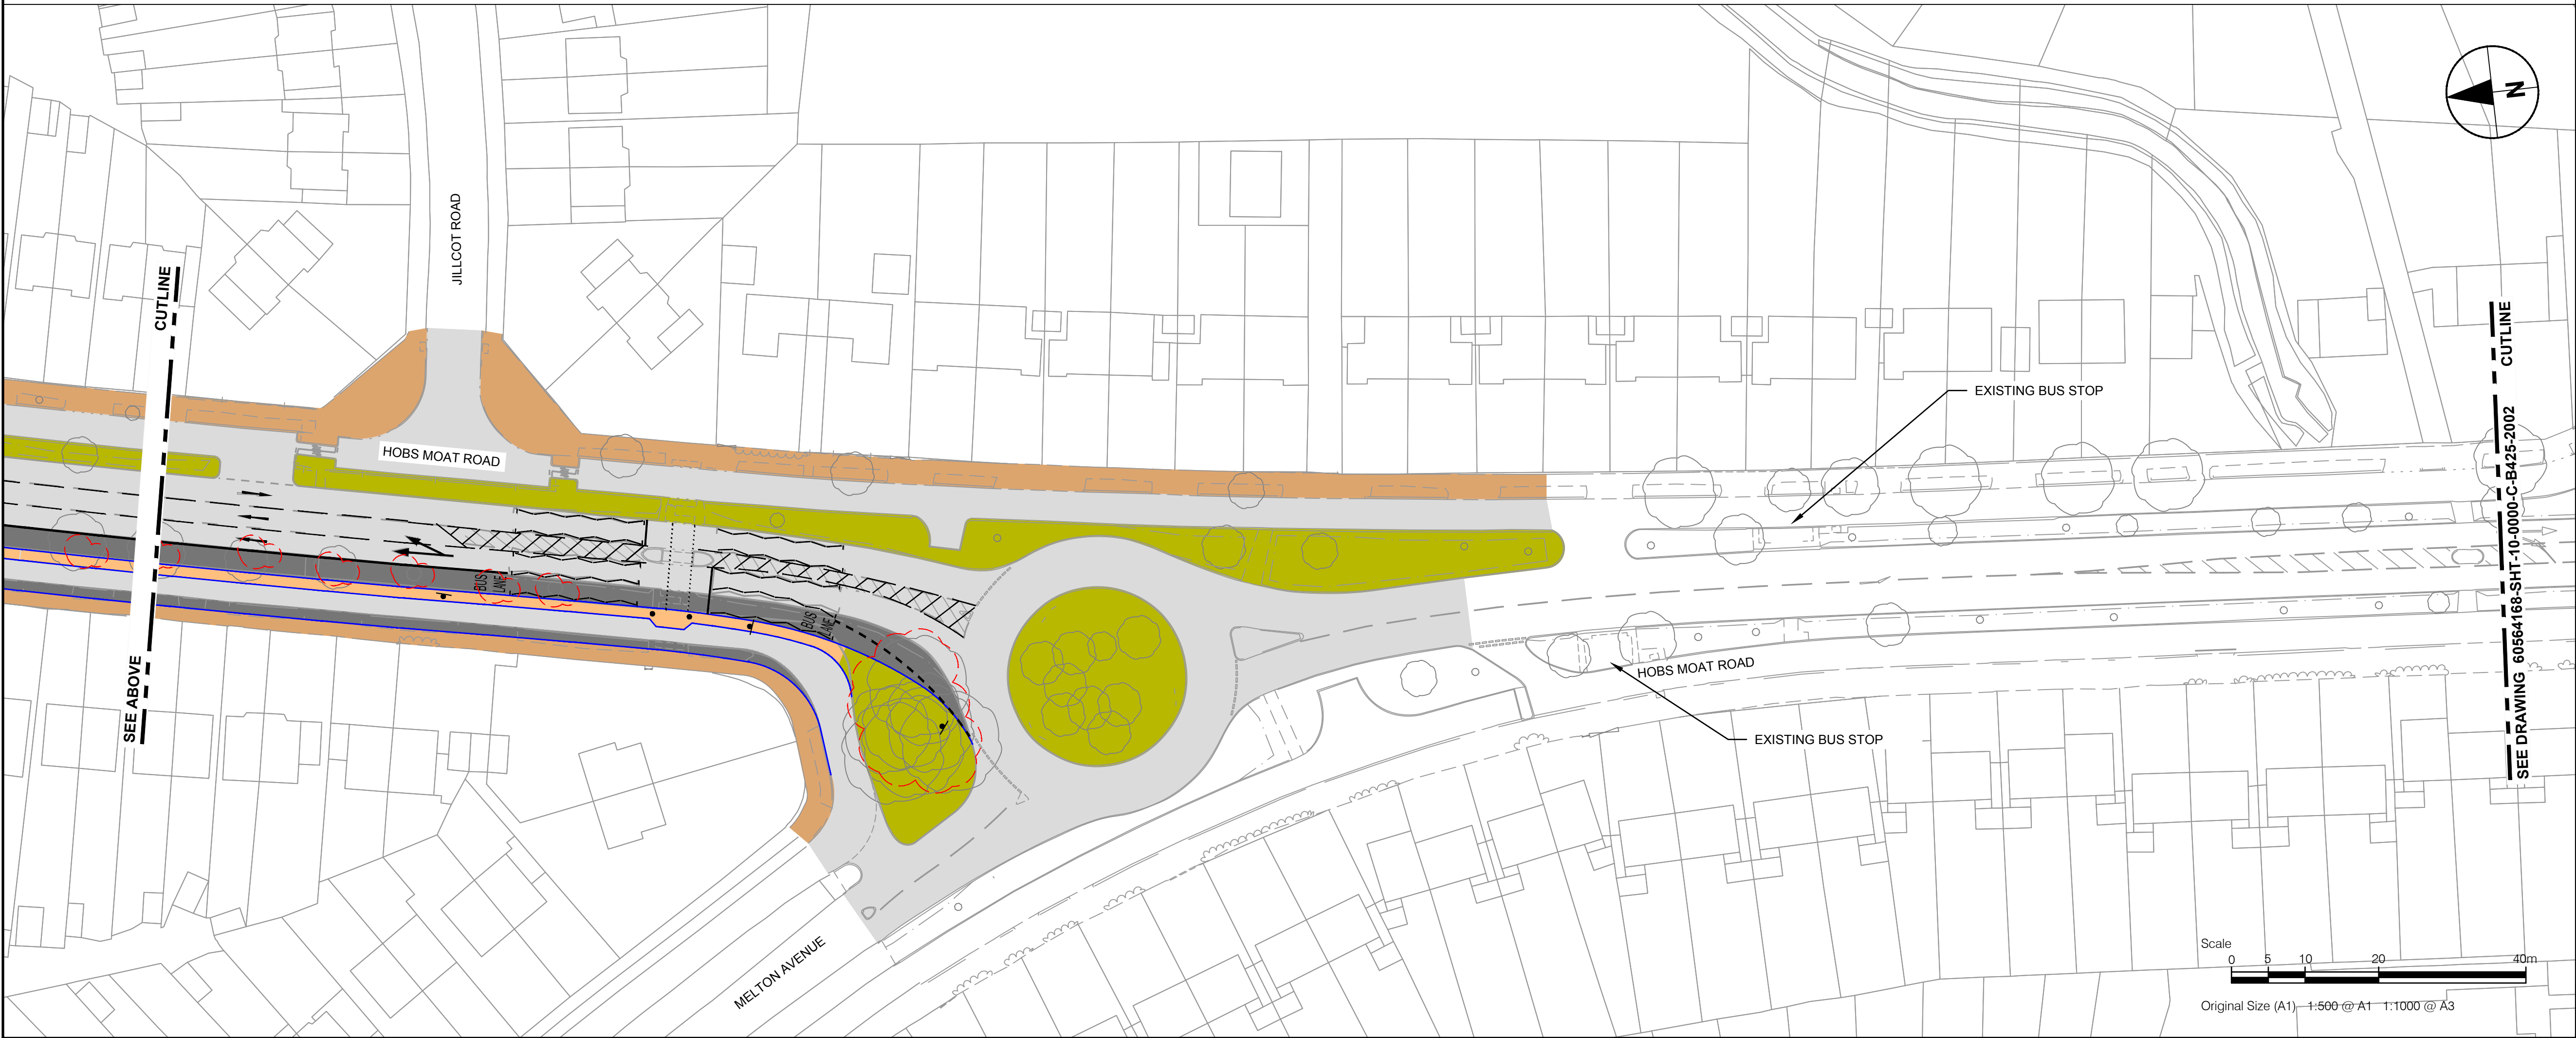 N
JILLCOT ROAD
CUTLINE
CUTLINE
EXISTING BUS STOP
HOBS MOAT ROAD
BUS
LANE
BUS
LANE
SEE ABOVE
HOBS MOAT ROAD
EXISTING BUS STOP
SEE DRAWING 60564168-SHT-10-0000-C-B425-202
MELTON AVENUE
Scale
0 5 10 20 40m
Original Size (A1) 1:500 @ A1 1:1000 @ A3